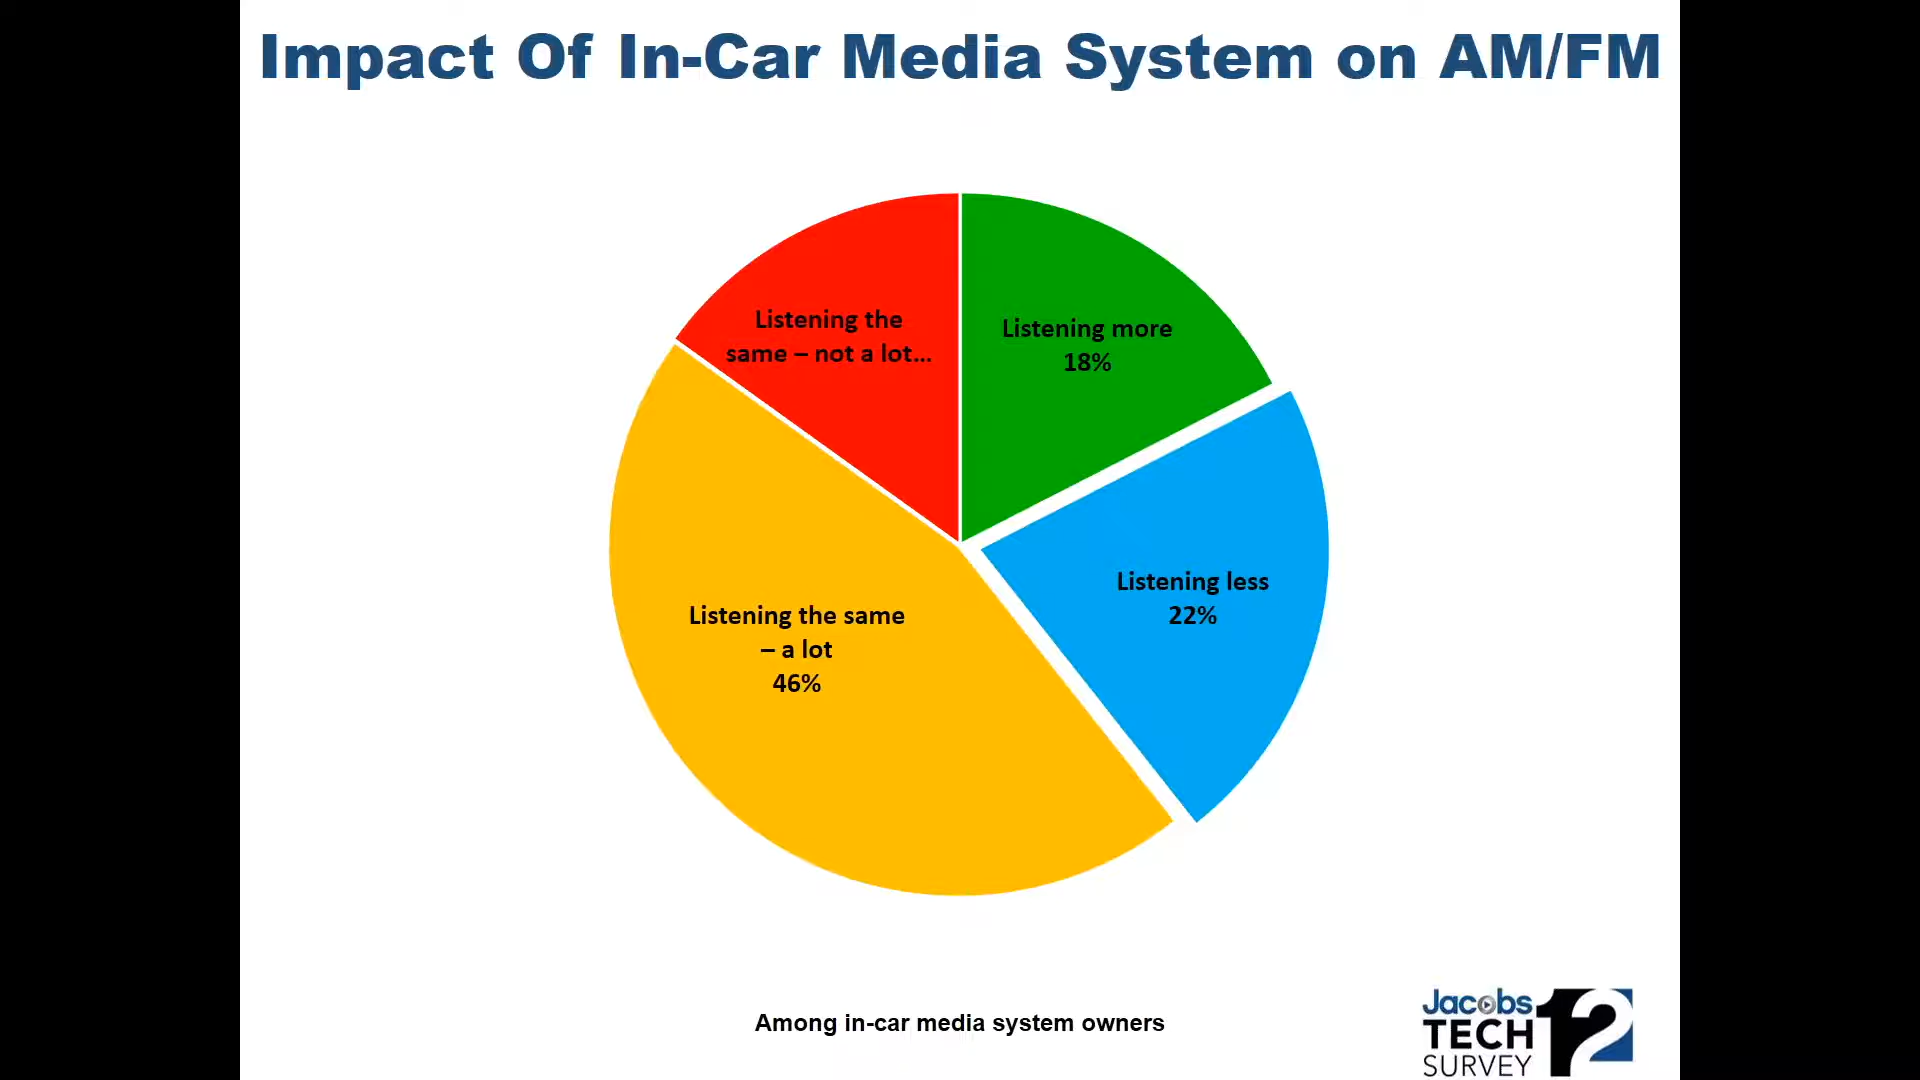 Impact Of In-Car Media System on AM/FM
Listening the
same – not a lot...
Listening more
18%
Listening less
22%
Listening the same
– a lot
46%
Among in-car media system owners
Jacobs
TECH
SURVEY
12